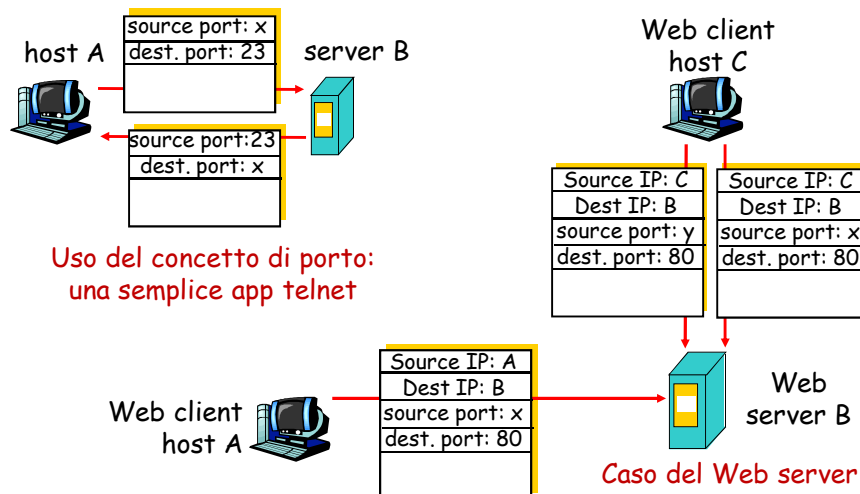 host A
source port: x
dest. port: 23
server B
source port:23
dest. port: x
Uso del concetto di porto:
una semplice app telnet
Web client
host C
Source IP: C
Dest IP: B
source port: y
dest. port: 80
Source IP: C
Dest IP: B
source port: x
dest. port: 80
Web client
host A
Source IP: A
Dest IP: B
source port: x
dest. port: 80
Web
server B
Caso del Web server